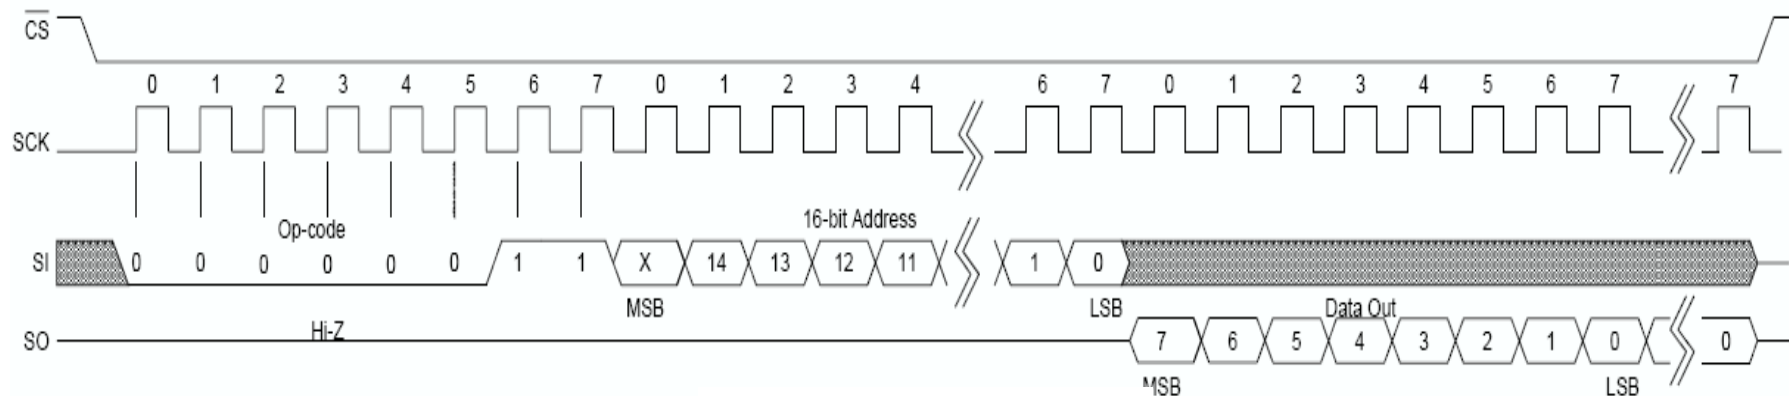 CS
0 1 2 3 4 5 6 7 0 1 2 3 4 6 7 0 1 2 3 4 5 6 7 7
SCK
Op-code 16-bit Address
SI 0 0 0 0 0 0 1 1 X 14 13 12 11 1 0
MSB LSB Data Out
Hi-Z
SO 7 6 5 4 3 2 1 0 0
MSB LSB